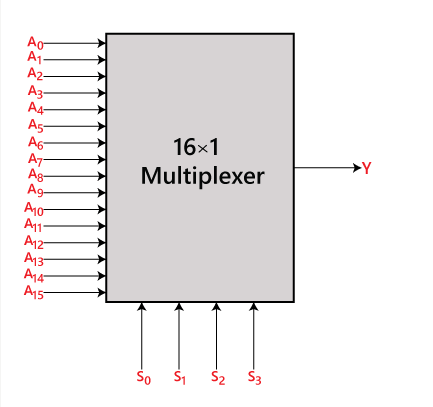 A0
A1
A2
A3
A4
A5
A6
A7
A8
A9
A10
A11
A12
A13
A14
A15
16×1
Multiplexer
Y
S0 S1 S2 S3